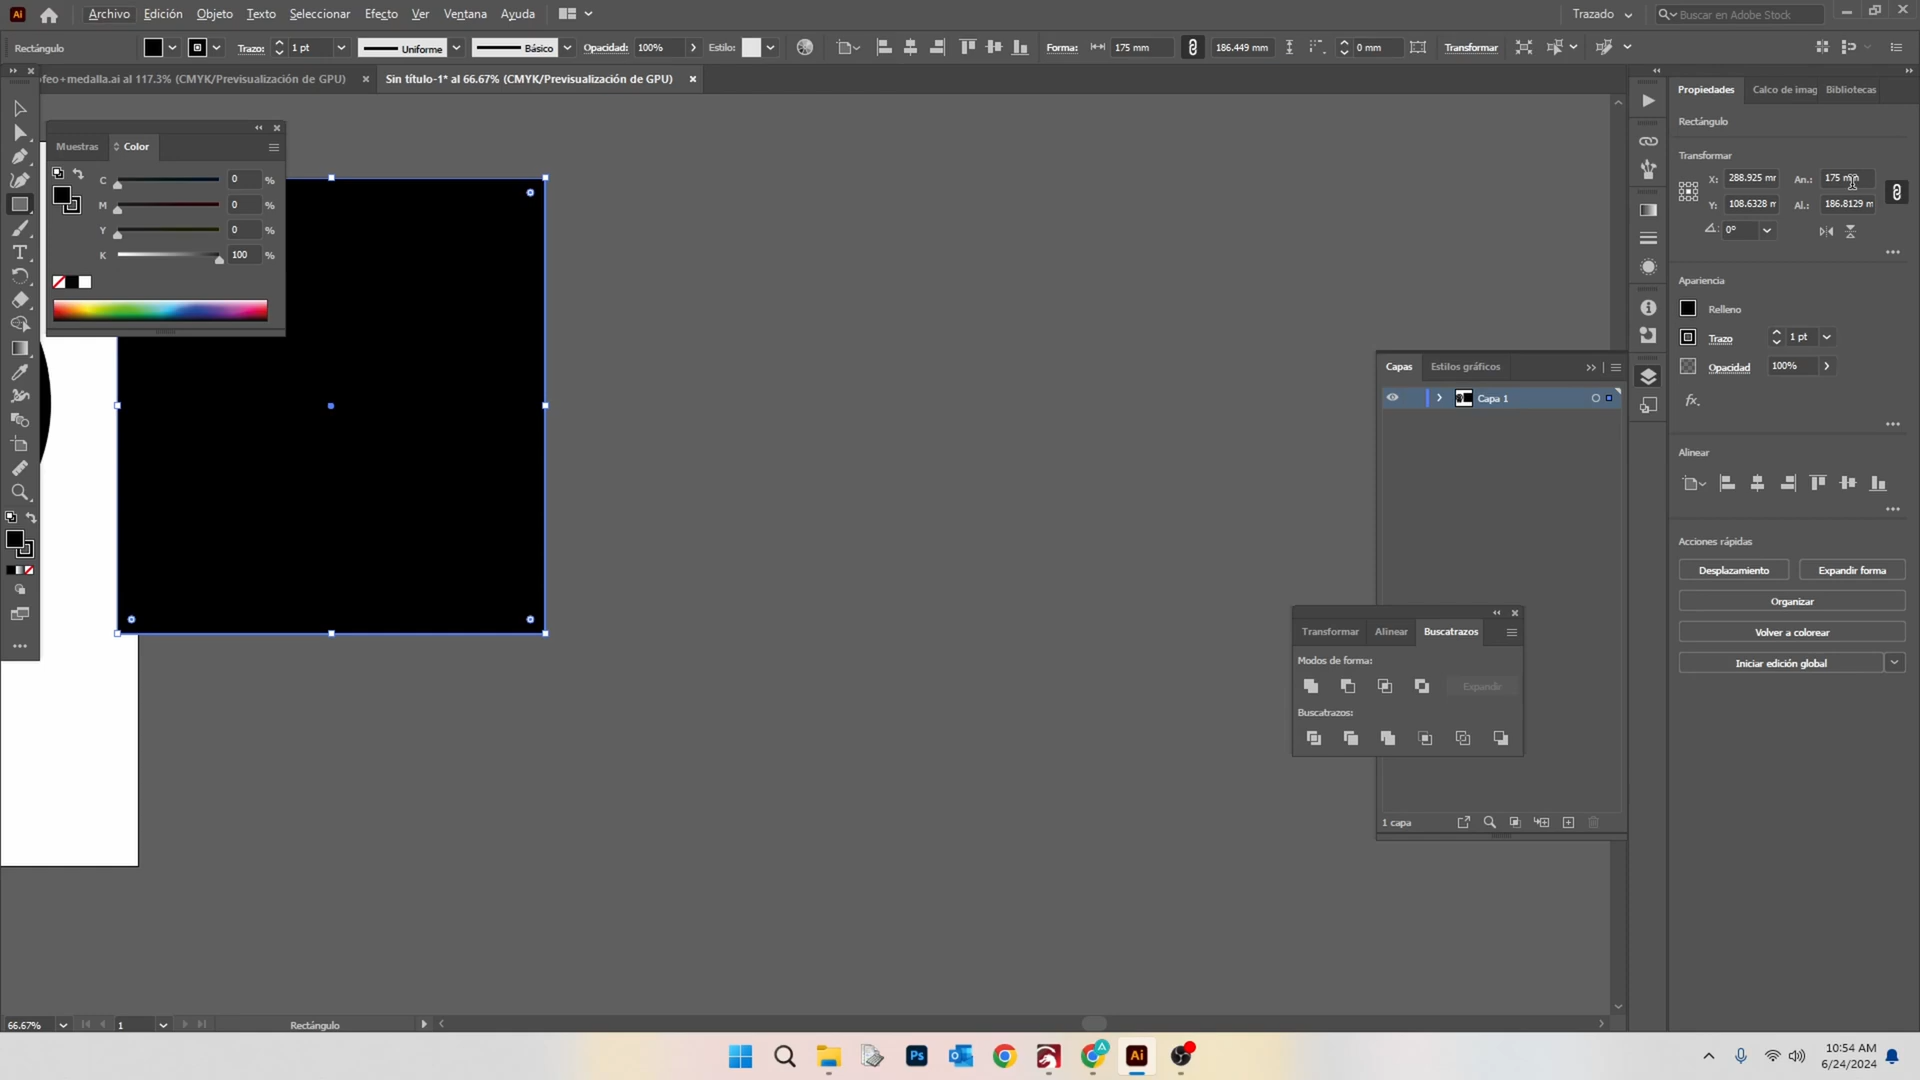 Ai Archivo Edición Objeto Texto Seleccionar Efecto Ver Ventana Ayuda Trazado Buscar en Adobe Stock
Rectángulo Trazo: 1 pt Uniforme Básico Opacidad: 100% Estilo: Forma: 175 mm 186.449 mm 0 mm Transformar
ofeo+medalla.ai al 117.3% (CMYK/Previsualización de GPU) × Sin título-1* al 66.67% (CMYK/Previsualización de GPU) ×
Propiedades Calco de imag Bibliotecas
Rectángulo
Transformar
X: 288.925 mr An.: 175 mm
Y: 108.6328 m Al.: 186.8129 m
0°
Apariencia
Relleno
Trazo 1 pt
Opacidad 100%
fx.
Alinear
Acciones rápidas
Desplazamiento Expandir forma
Organizar
Volver a colorear
Iniciar edición global
Muestras Color
C 0 %
M 0 %
Y 0 %
K 100 %
Capas Estilos gráficos
Capa 1
1 capa
Transformar Alinear Buscatrazos
Modos de forma:
Expandir
Buscatrazos:
66.67% 1 Rectángulo
Ps Ai
10:54 AM
6/24/2024